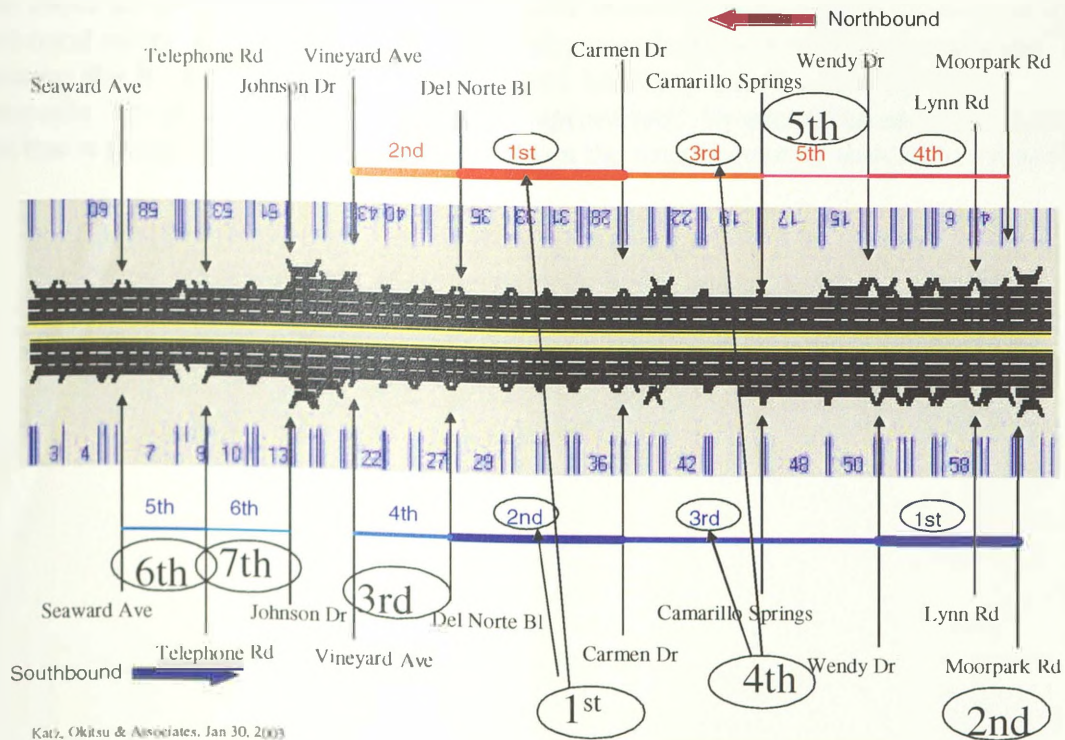 Northbound
Carmen Dr
Telephone Rd
Vineyard Ave
Wendy Dr
Moorpark Rd
Seaward Ave
Johnson Dr
Del Norte Bl
Camarillo Springs
Lynn Rd
5th
2nd
1st
3rd
5th
4th
60 58 53 51 43 40 35 33 31 28 22 19 17 15 6 4
3 4 7 9 10 13 22 27 29 36 42 48 50 58
5th
6th
4th
2nd
3rd
1st
6th
7th
3rd
Seaward Ave
Johnson Dr
Del Norte Bl
Camarillo Springs
Lynn Rd
Telephone Rd
Vineyard Ave
Carmen Dr
Wendy Dr
Moorpark Rd
Southbound
1st
4th
2nd
Katz, Okitsu & Associates, Jan 30, 2003